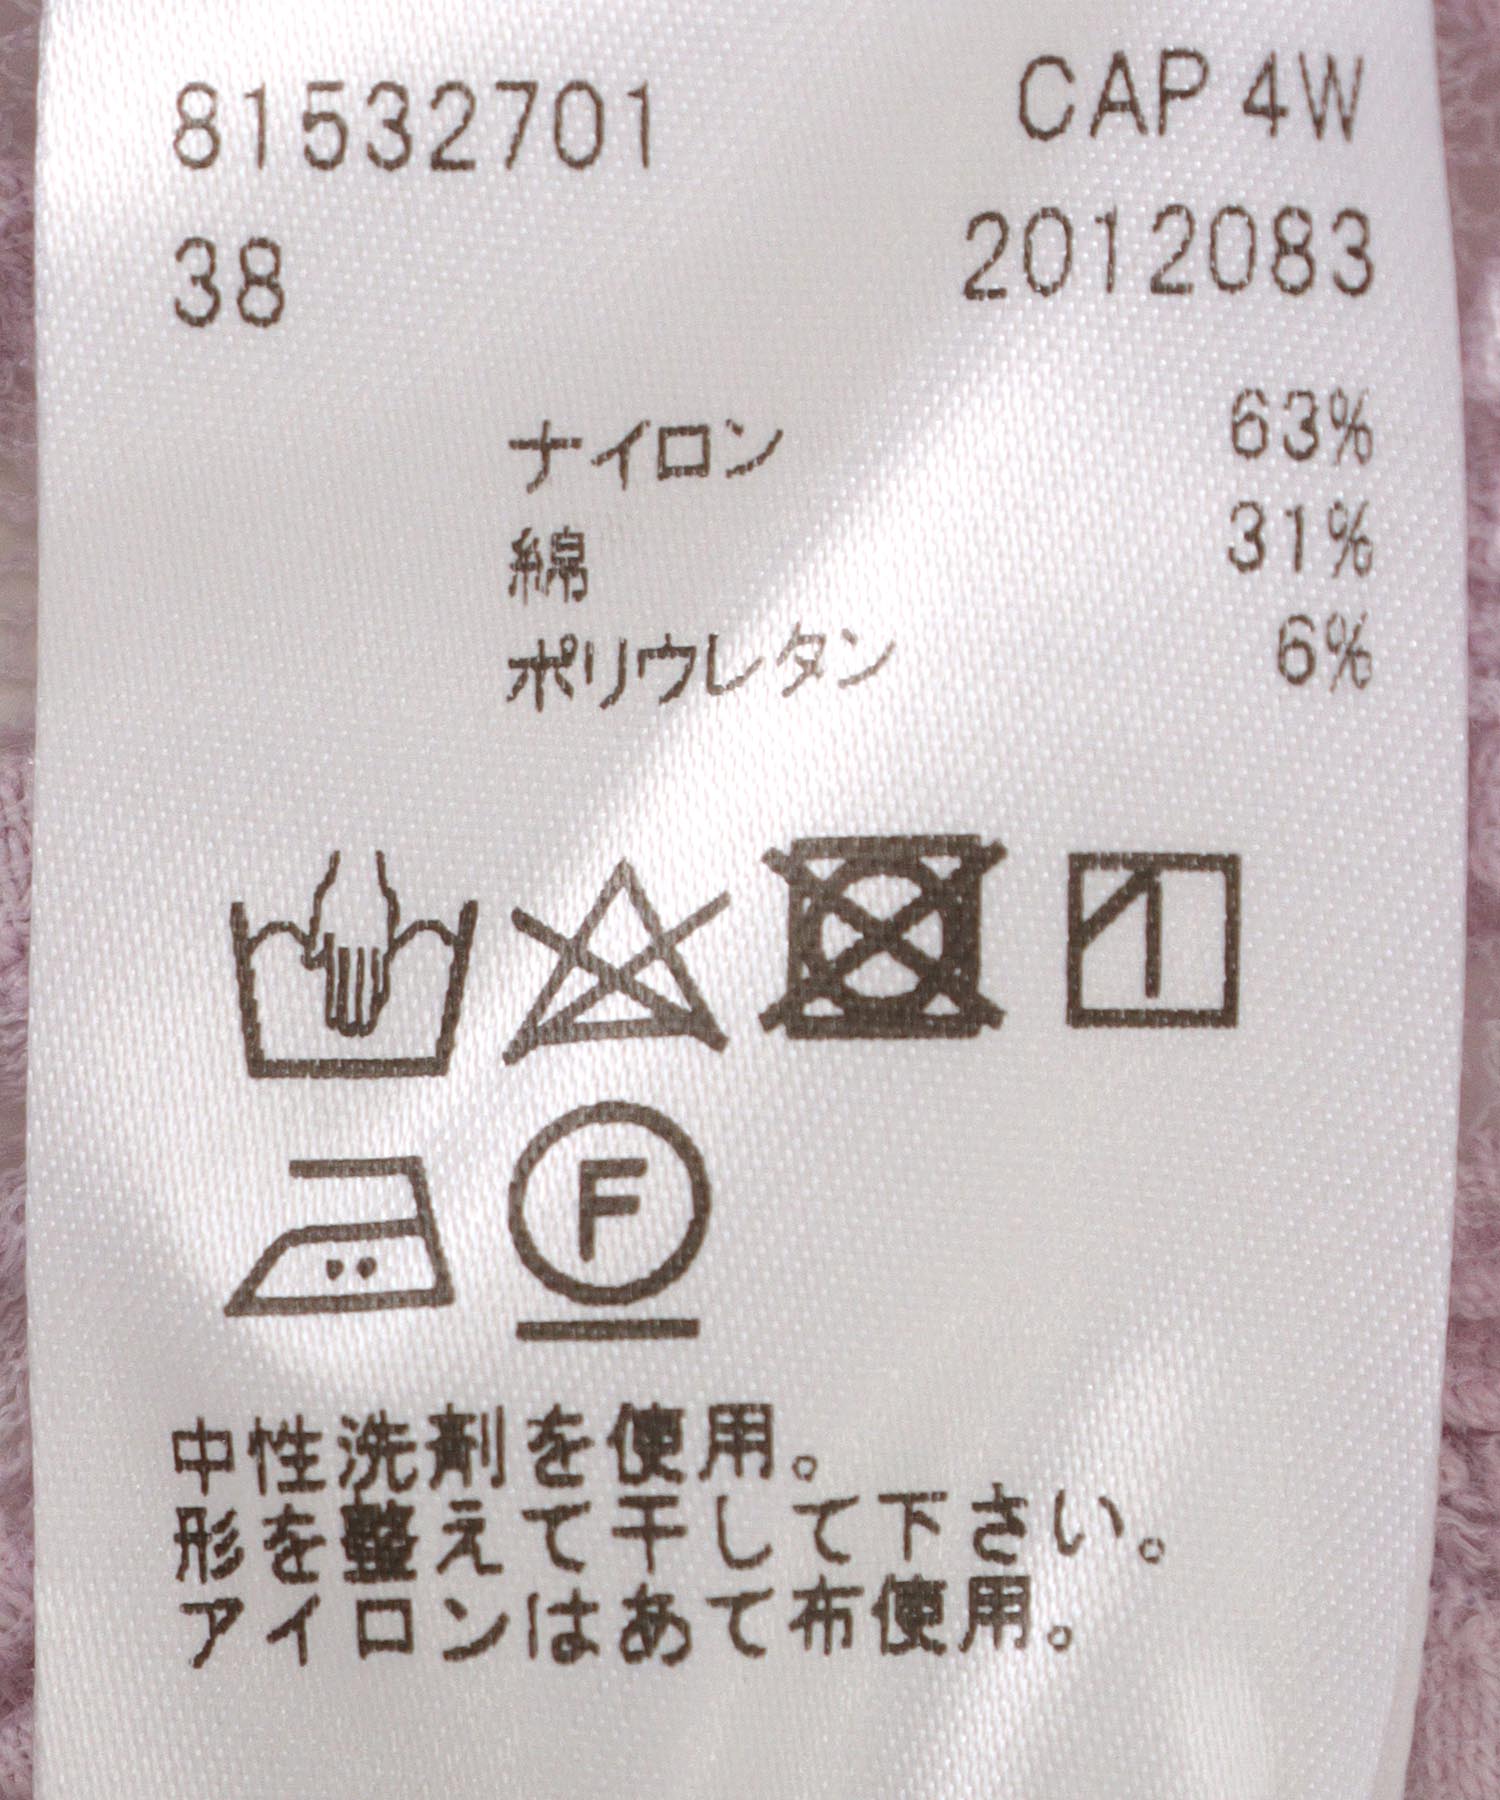 81532701 CAP 4W
38 2012083
ナイロン 63%
綿 31%
ポリウレタン 6%
F
中性洗剤を使用。
形を整えて干して下さい。
アイロンはあて布使用。